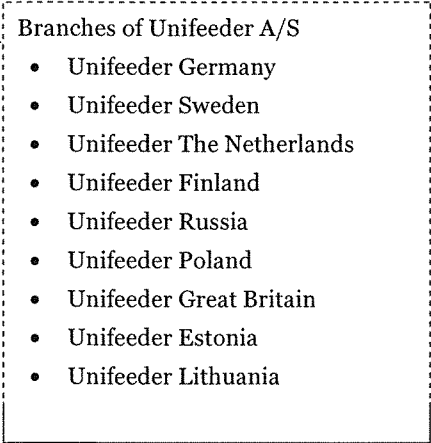 Branches of Unifeeder A/S
• Unifeeder Germany
• Unifeeder Sweden
• Unifeeder The Netherlands
• Unifeeder Finland
• Unifeeder Russia
• Unifeeder Poland
• Unifeeder Great Britain
• Unifeeder Estonia
• Unifeeder Lithuania